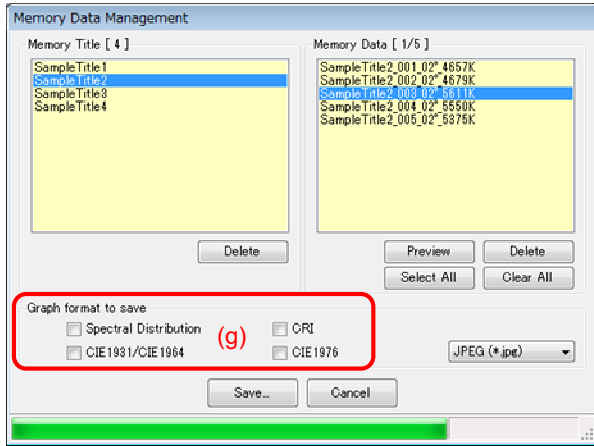 Memory Data Management
Memory Title [ 4 ]
SampleTitle1
SampleTitle2
SampleTitle3
SampleTitle4
Delete
Memory Data [ 1/5 ]
SampleTitle2_001_02°_4657K
SampleTitle2_002_02°_4679K
SampleTitle2_003_02°_5611K
SampleTitle2_004_02°_5550K
SampleTitle2_005_02°_5375K
Preview
Delete
Select All
Clear All
Graph format to save
Spectral Distribution
CRI
(g)
CIE1931/CIE1964
CIE1976
JPEG (*.jpg)
Save...
Cancel